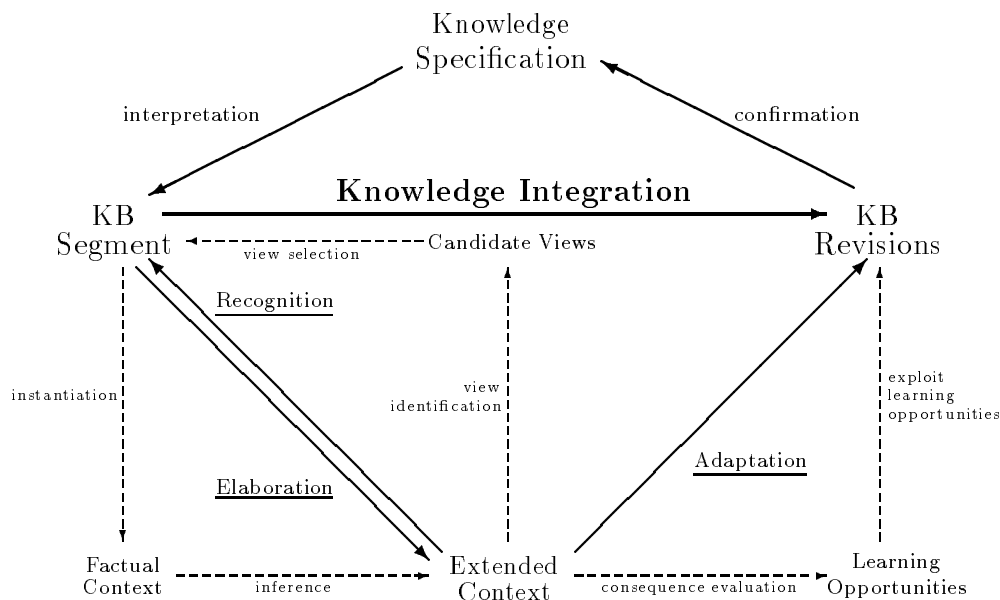 Knowledge
Specification
interpretation
confirmation
Knowledge Integration
KB
Segment
KB
Revisions
Candidate Views
view selection
Recognition
instantiation
view
identification
exploit
learning
opportunities
Adaptation
Elaboration
Factual
Context
inference
Extended
Context
consequence evaluation
Learning
Opportunities